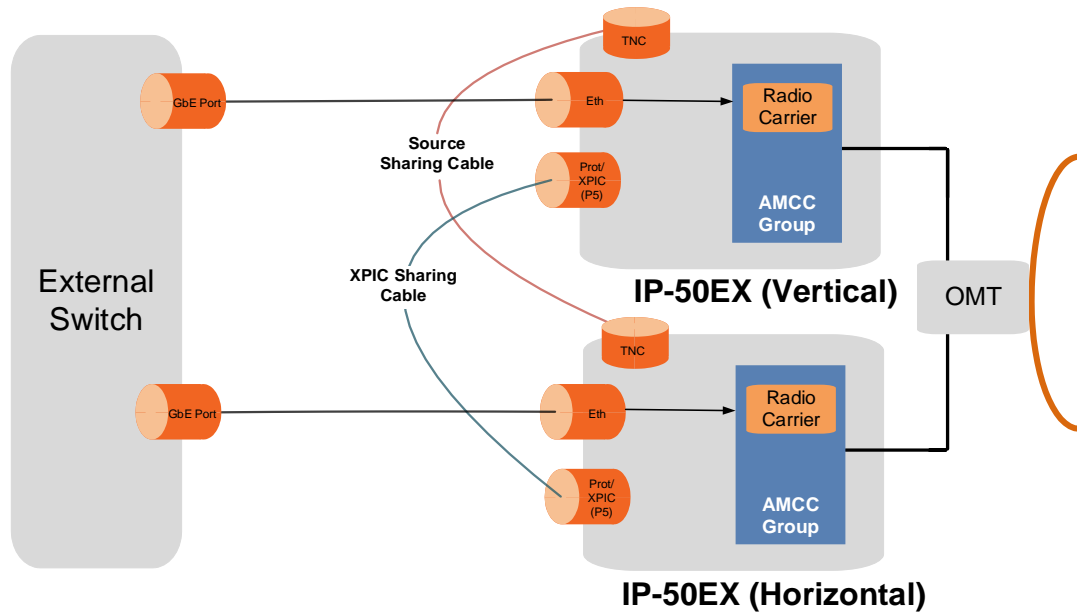 TNC
GbE Port
Eth
Radio
Carrier
Source
Sharing Cable
Prot/
XPIC
(P5)
AMCC
Group
External
Switch
XPIC Sharing
Cable
IP-50EX (Vertical)
OMT
TNC
GbE Port
Eth
Radio
Carrier
Prot/
XPIC
(P5)
AMCC
Group
IP-50EX (Horizontal)